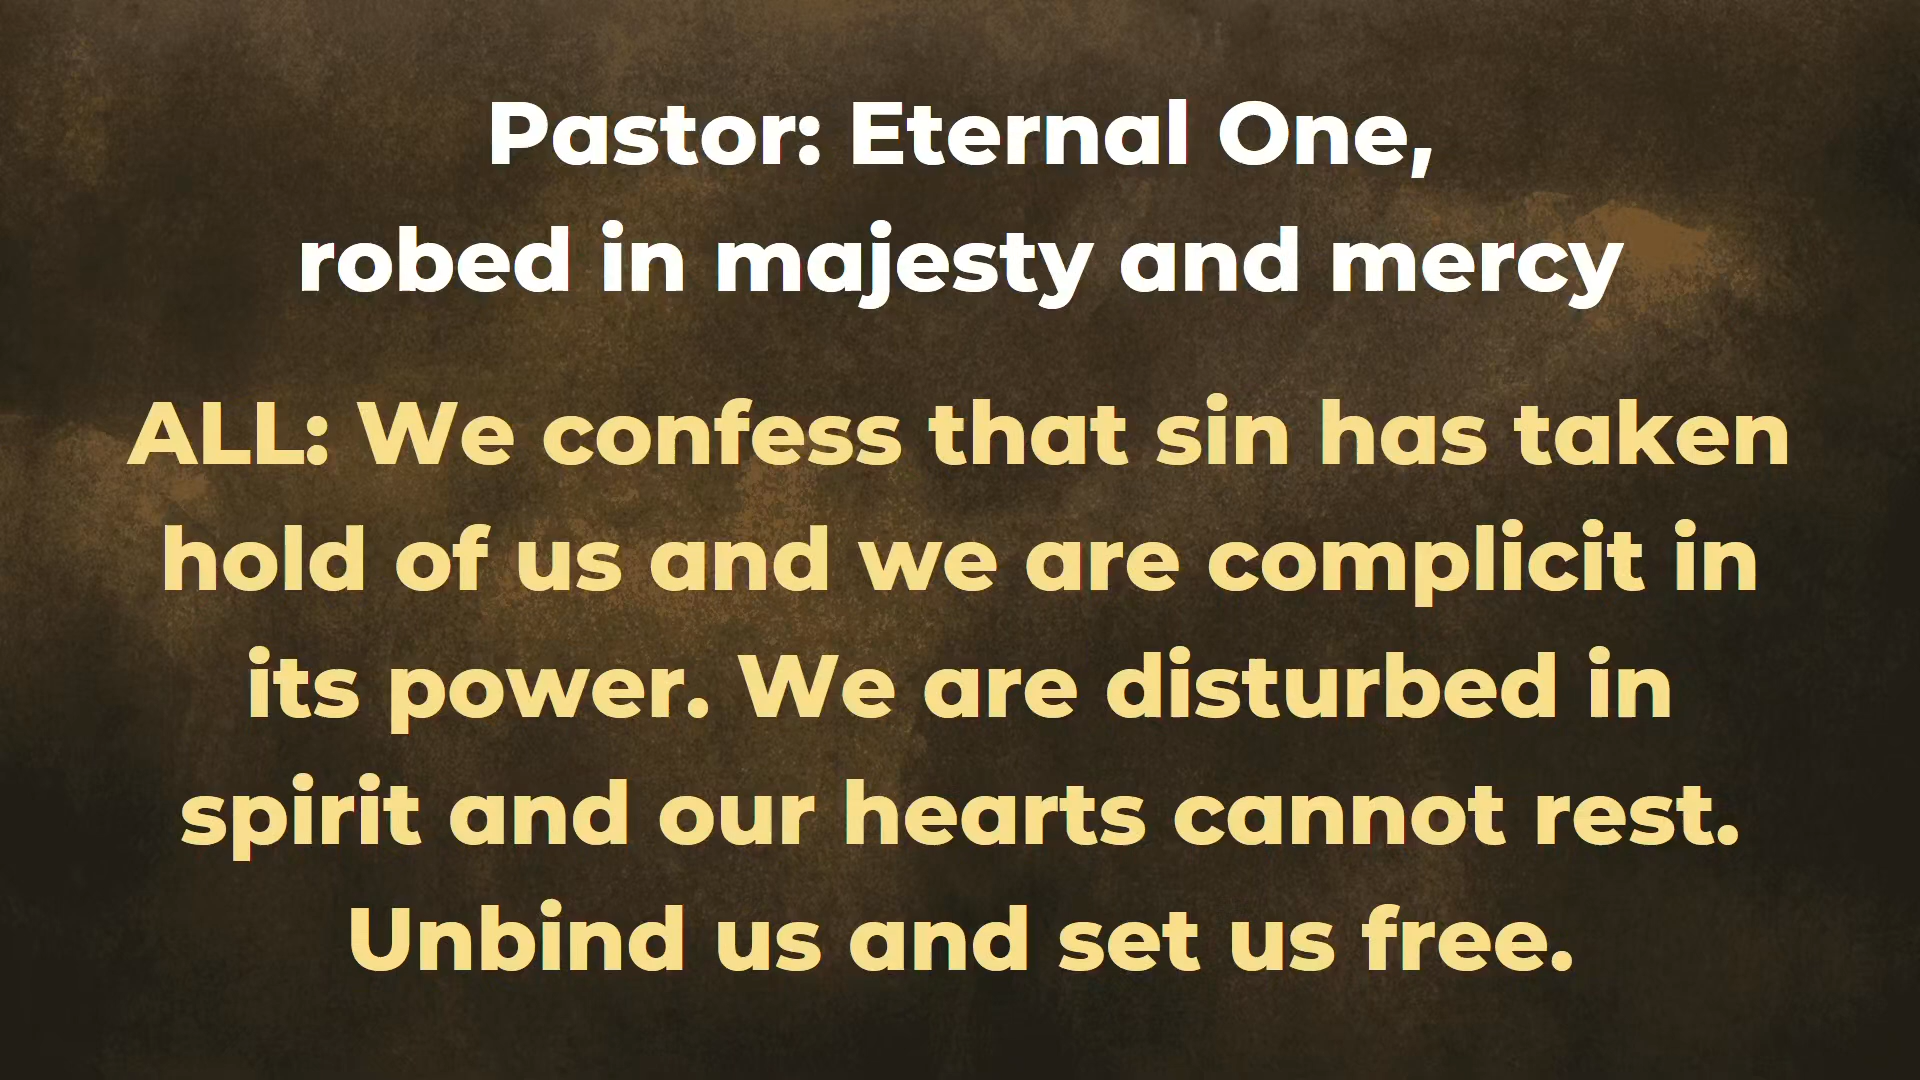 Pastor: Eternal One,
robed in majesty and mercy
ALL: We confess that sin has taken
hold of us and we are complicit in
its power. We are disturbed in
spirit and our hearts cannot rest.
Unbind us and set us free.